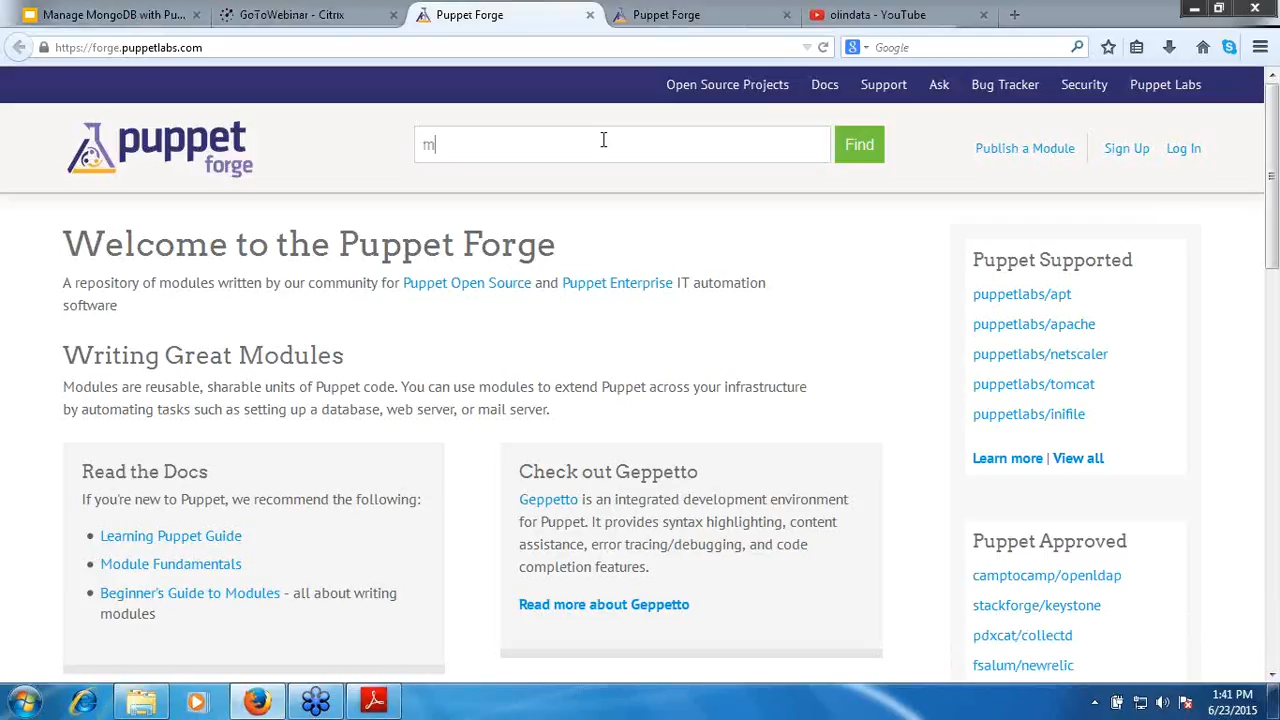 Manage MongoDB with Pu...
GoToWebinar - Citrix
Puppet Forge
Puppet Forge
olindata - YouTube
https://forge.puppetlabs.com
Google
Open Source Projects
Docs
Support
Ask
Bug Tracker
Security
Puppet Labs
puppet
forge
m
Find
Publish a Module
Sign Up
Log In
Welcome to the Puppet Forge
A repository of modules written by our community for Puppet Open Source and Puppet Enterprise IT automation
software
Writing Great Modules
Modules are reusable, sharable units of Puppet code. You can use modules to extend Puppet across your infrastructure
by automating tasks such as setting up a database, web server, or mail server.
Read the Docs
If you're new to Puppet, we recommend the following:
• Learning Puppet Guide
• Module Fundamentals
• Beginner's Guide to Modules - all about writing
modules
Check out Geppetto
Geppetto is an integrated development environment
for Puppet. It provides syntax highlighting, content
assistance, error tracing/debugging, and code
completion features.
Read more about Geppetto
Puppet Supported
puppetlabs/apt
puppetlabs/apache
puppetlabs/netscaler
puppetlabs/tomcat
puppetlabs/inifile
Learn more | View all
Puppet Approved
camptocamp/openldap
stackforge/keystone
pdxcat/collectd
fsalum/newrelic
1:41 PM
6/23/2015